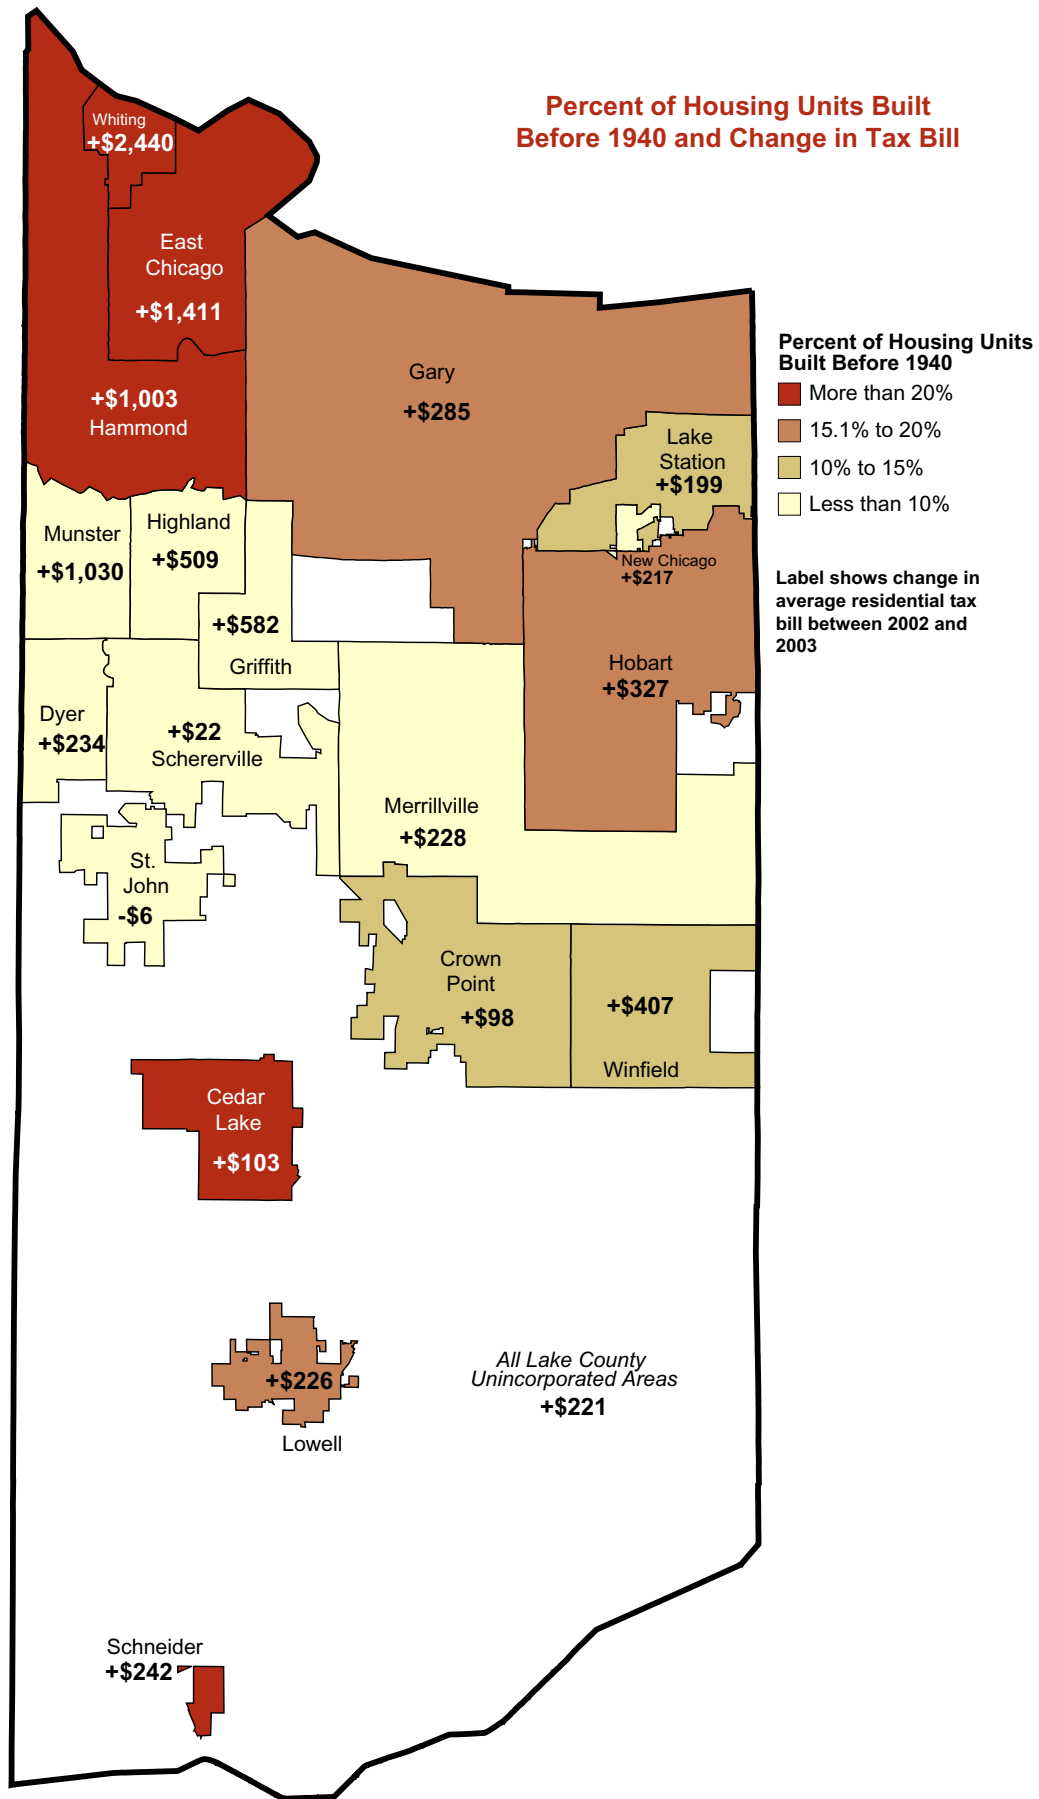 Percent of Housing Units Built
Before 1940 and Change in Tax Bill
Whiting
+$2,440
East
Chicago
+$1,411
+$1,003
Hammond
Gary
+$285
Lake
Station
+$199
Percent of Housing Units
Built Before 1940
More than 20%
15.1% to 20%
10% to 15%
Less than 10%
Label shows change in
average residential tax
bill between 2002 and
2003
Munster
+$1,030
Highland
+$509
New Chicago
+$217
+$582
Griffith
Hobart
+$327
Dyer
+$234
+$22
Schererville
Merrillville
+$228
St.
John
-$6
Crown
Point
+$98
+$407
Winfield
Cedar
Lake
+$103
+$226
Lowell
All Lake County
Unincorporated Areas
+$221
Schneider
+$242